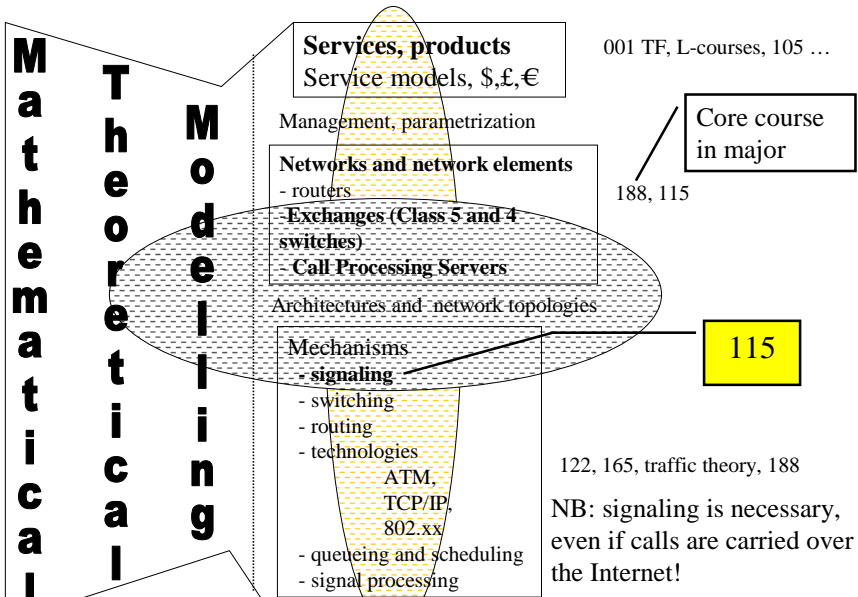 Mathematical
Theoretical
Modelling
Services, products
Service models, $,£,€
001 TF, L-courses, 105 …
Management, parametrization
Core course
in major
Networks and network elements
- routers
- Exchanges (Class 5 and 4
switches)
- Call Processing Servers
188, 115
Architectures and network topologies
Mechanisms
- signaling
- switching
- routing
- technologies
ATM,
TCP/IP,
802.xx
- queueing and scheduling
- signal processing
115
122, 165, traffic theory, 188
NB: signaling is necessary,
even if calls are carried over
the Internet!